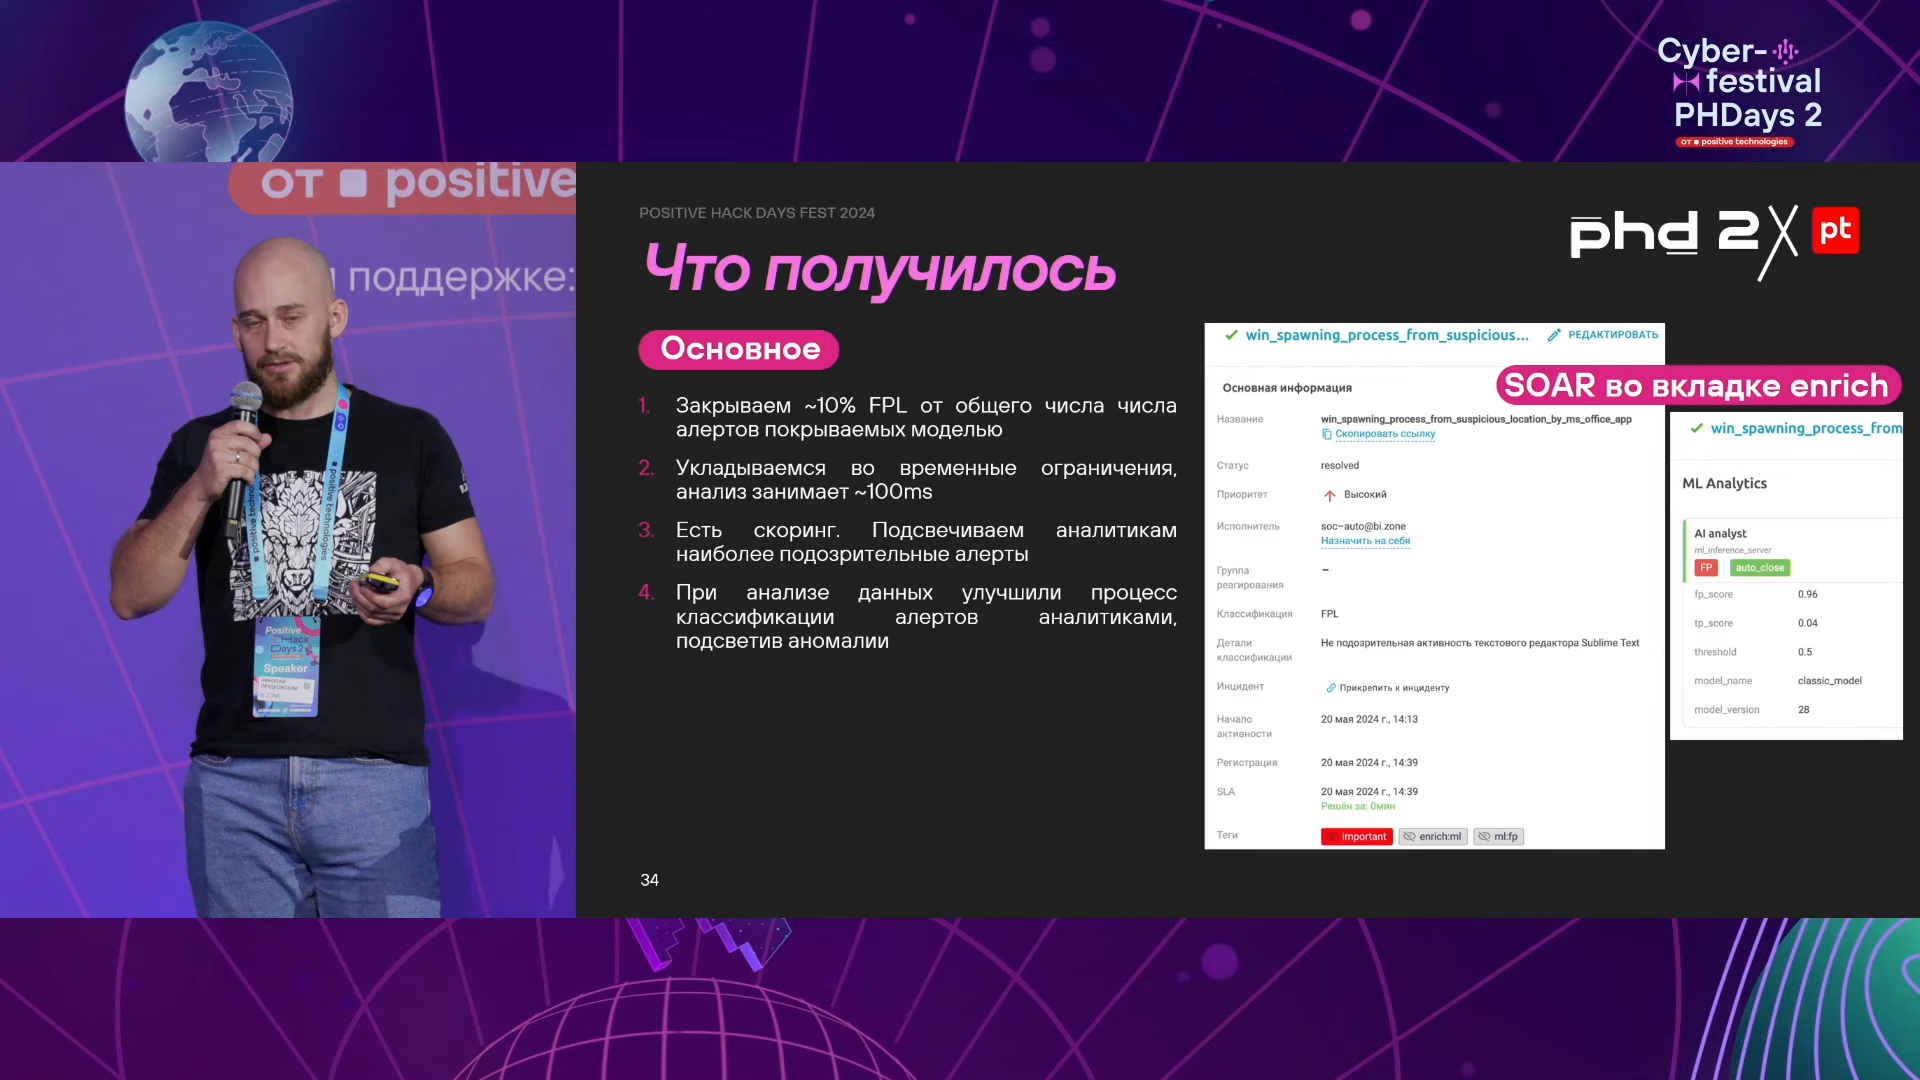 Cyber-
festival
PHDays 2
от positive technologies
от positive
поддержке:
positive technologies
Positive
Hack
Days 2
Speaker
POSITIVE HACK DAYS FEST 2024
phd 2 pt
Что получилось
Основное
1. Закрываем ~10% FPL от общего числа числа
алертов покрываемых моделью
2. Укладываемся во временные ограничения,
анализ занимает ~100ms
3. Есть скоринг. Подсвечиваем аналитикам
наиболее подозрительные алерты
4. При анализе данных улучшили процесс
классификации алертов аналитиками,
подсветив аномалии
34
win_spawning_process_from_suspicious... РЕДАКТИРОВАТЬ
Основная информация
Название win_spawning_process_from_suspicious_location_by_ms_office_app
Скопировать ссылку
Статус resolved
Приоритет Высокий
Исполнитель soc-auto@bi.zone
Назначить на себя
Группа
реагирования –
Классификация FPL
Детали
классификации Не подозрительная активность текстового редактора Sublime Text
Инцидент Прикрепить к инциденту
Начало
активности 20 мая 2024 г., 14:13
Регистрация 20 мая 2024 г., 14:39
SLA 20 мая 2024 г., 14:39
Решён за: 0мин
Теги important enrich:ml ml:fp
SOAR во вкладке enrich
win_spawning_process_from
ML Analytics
AI analyst
ml_inference_server
FP auto_close
fp_score 0.96
tp_score 0.04
threshold 0.5
model_name classic_model
model_version 28